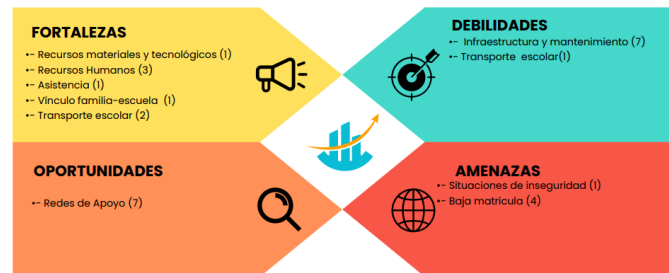 FORTALEZAS
•- Recursos materiales y tecnológicos (1)
•- Recursos Humanos (3)
•- Asistencia (1)
•- Vínculo familia-escuela (1)
•- Transporte escolar (2)
DEBILIDADES
•- Infraestructura y mantenimiento (7)
•- Transporte escolar(1)
OPORTUNIDADES
•- Redes de Apoyo (7)
AMENAZAS
•- Situaciones de inseguridad (1)
•- Baja matricula (4)